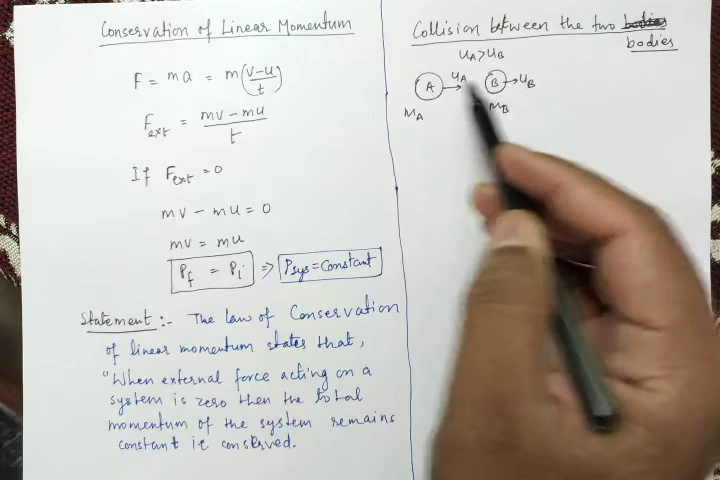 Conservation of Linear Momentum
F = ma = m(v-u/t)
Fext = mv - mu/t
If Fext = 0
mv - mu = 0
mv = mu
Pf = Pi ⇒ Psys = Constant
Statement :- The law of Conservation
of linear momentum states that,
"When external force acting on a
system is zero then the total
momentum of the system remains
constant ie conserved.
Collision between the two
bodies
uA > uB
A uA B uB
MA MB